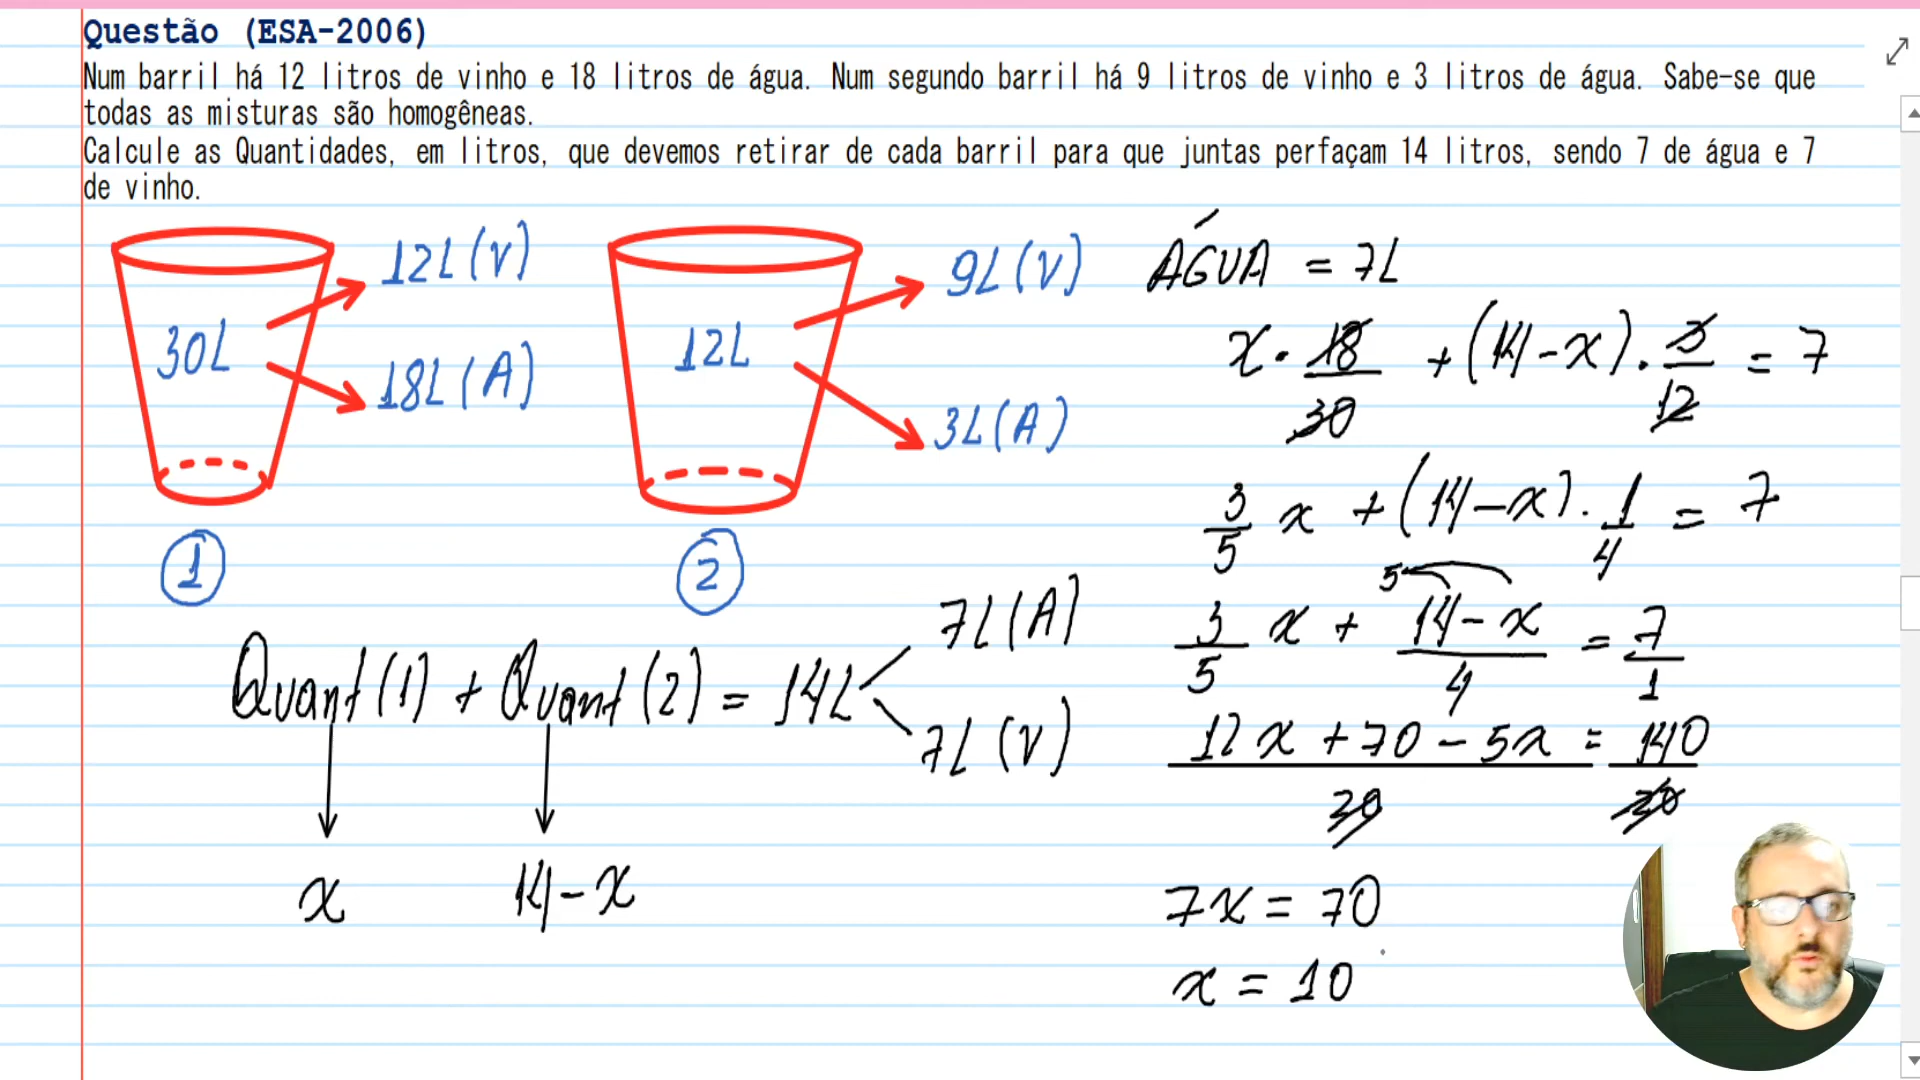 Questão (ESA-2006)
Num barril há 12 litros de vinho e 18 litros de água. Num segundo barril há 9 litros de vinho e 3 litros de água. Sabe-se que
todas as misturas são homogêneas.
Calcule as Quantidades, em litros, que devemos retirar de cada barril para que juntas perfaçam 14 litros, sendo 7 de água e 7
de vinho.
30L
12L(V)
18L(A)
1
12L
9L(V)
3L(A)
2
Quant(1) + Quant(2) = 14L
7L(A)
7L(V)
x
14-x
ÁGUA = 7L
x · 18/30 + (14-x) · 3/12 = 7
3/5 x + (14-x) · 1/4 = 7
5
3/5 x + 14-x/4 = 7/1
12x + 70 - 5x = 140
20 20
7x = 70
x = 10